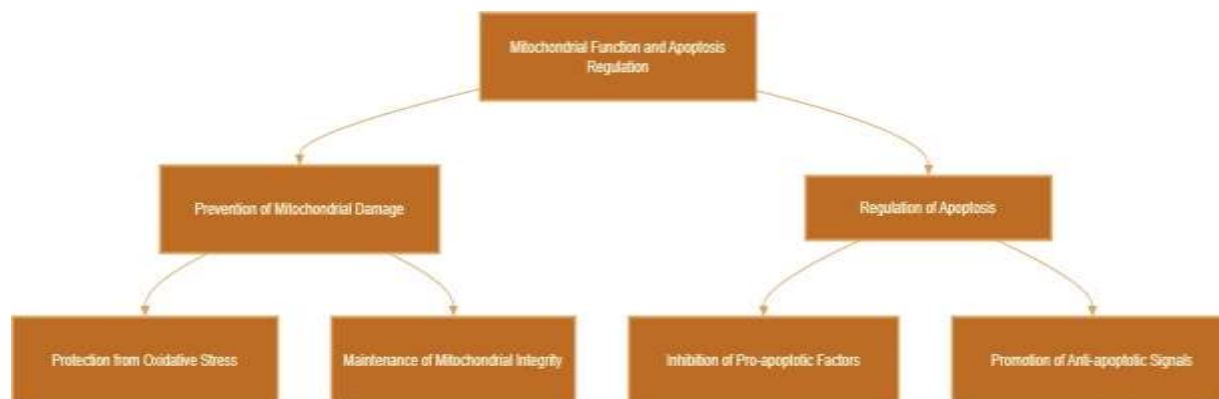 Mitochondrial Function and Apoptosis
Regulation
Prevention of Mitochondrial Damage
Regulation of Apoptosis
Protection from Oxidative Stress
Maintenance of Mitochondrial Integrity
Inhibition of Pro-apoptotic Factors
Promotion of Anti-apoptotic Signals